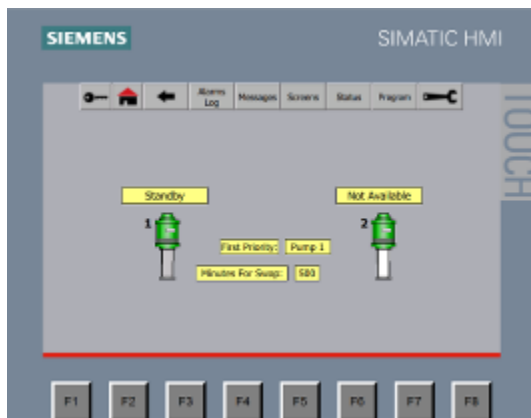 SIEMENS
SIMATIC HMI
TOUCH
Alarms
Log
Messages
Screens
Status
Program
Standby
Not Available
1
2
First Priority:
Pump 1
Minutes For Swap:
500
F1
F2
F3
F4
F5
F6
F7
F8